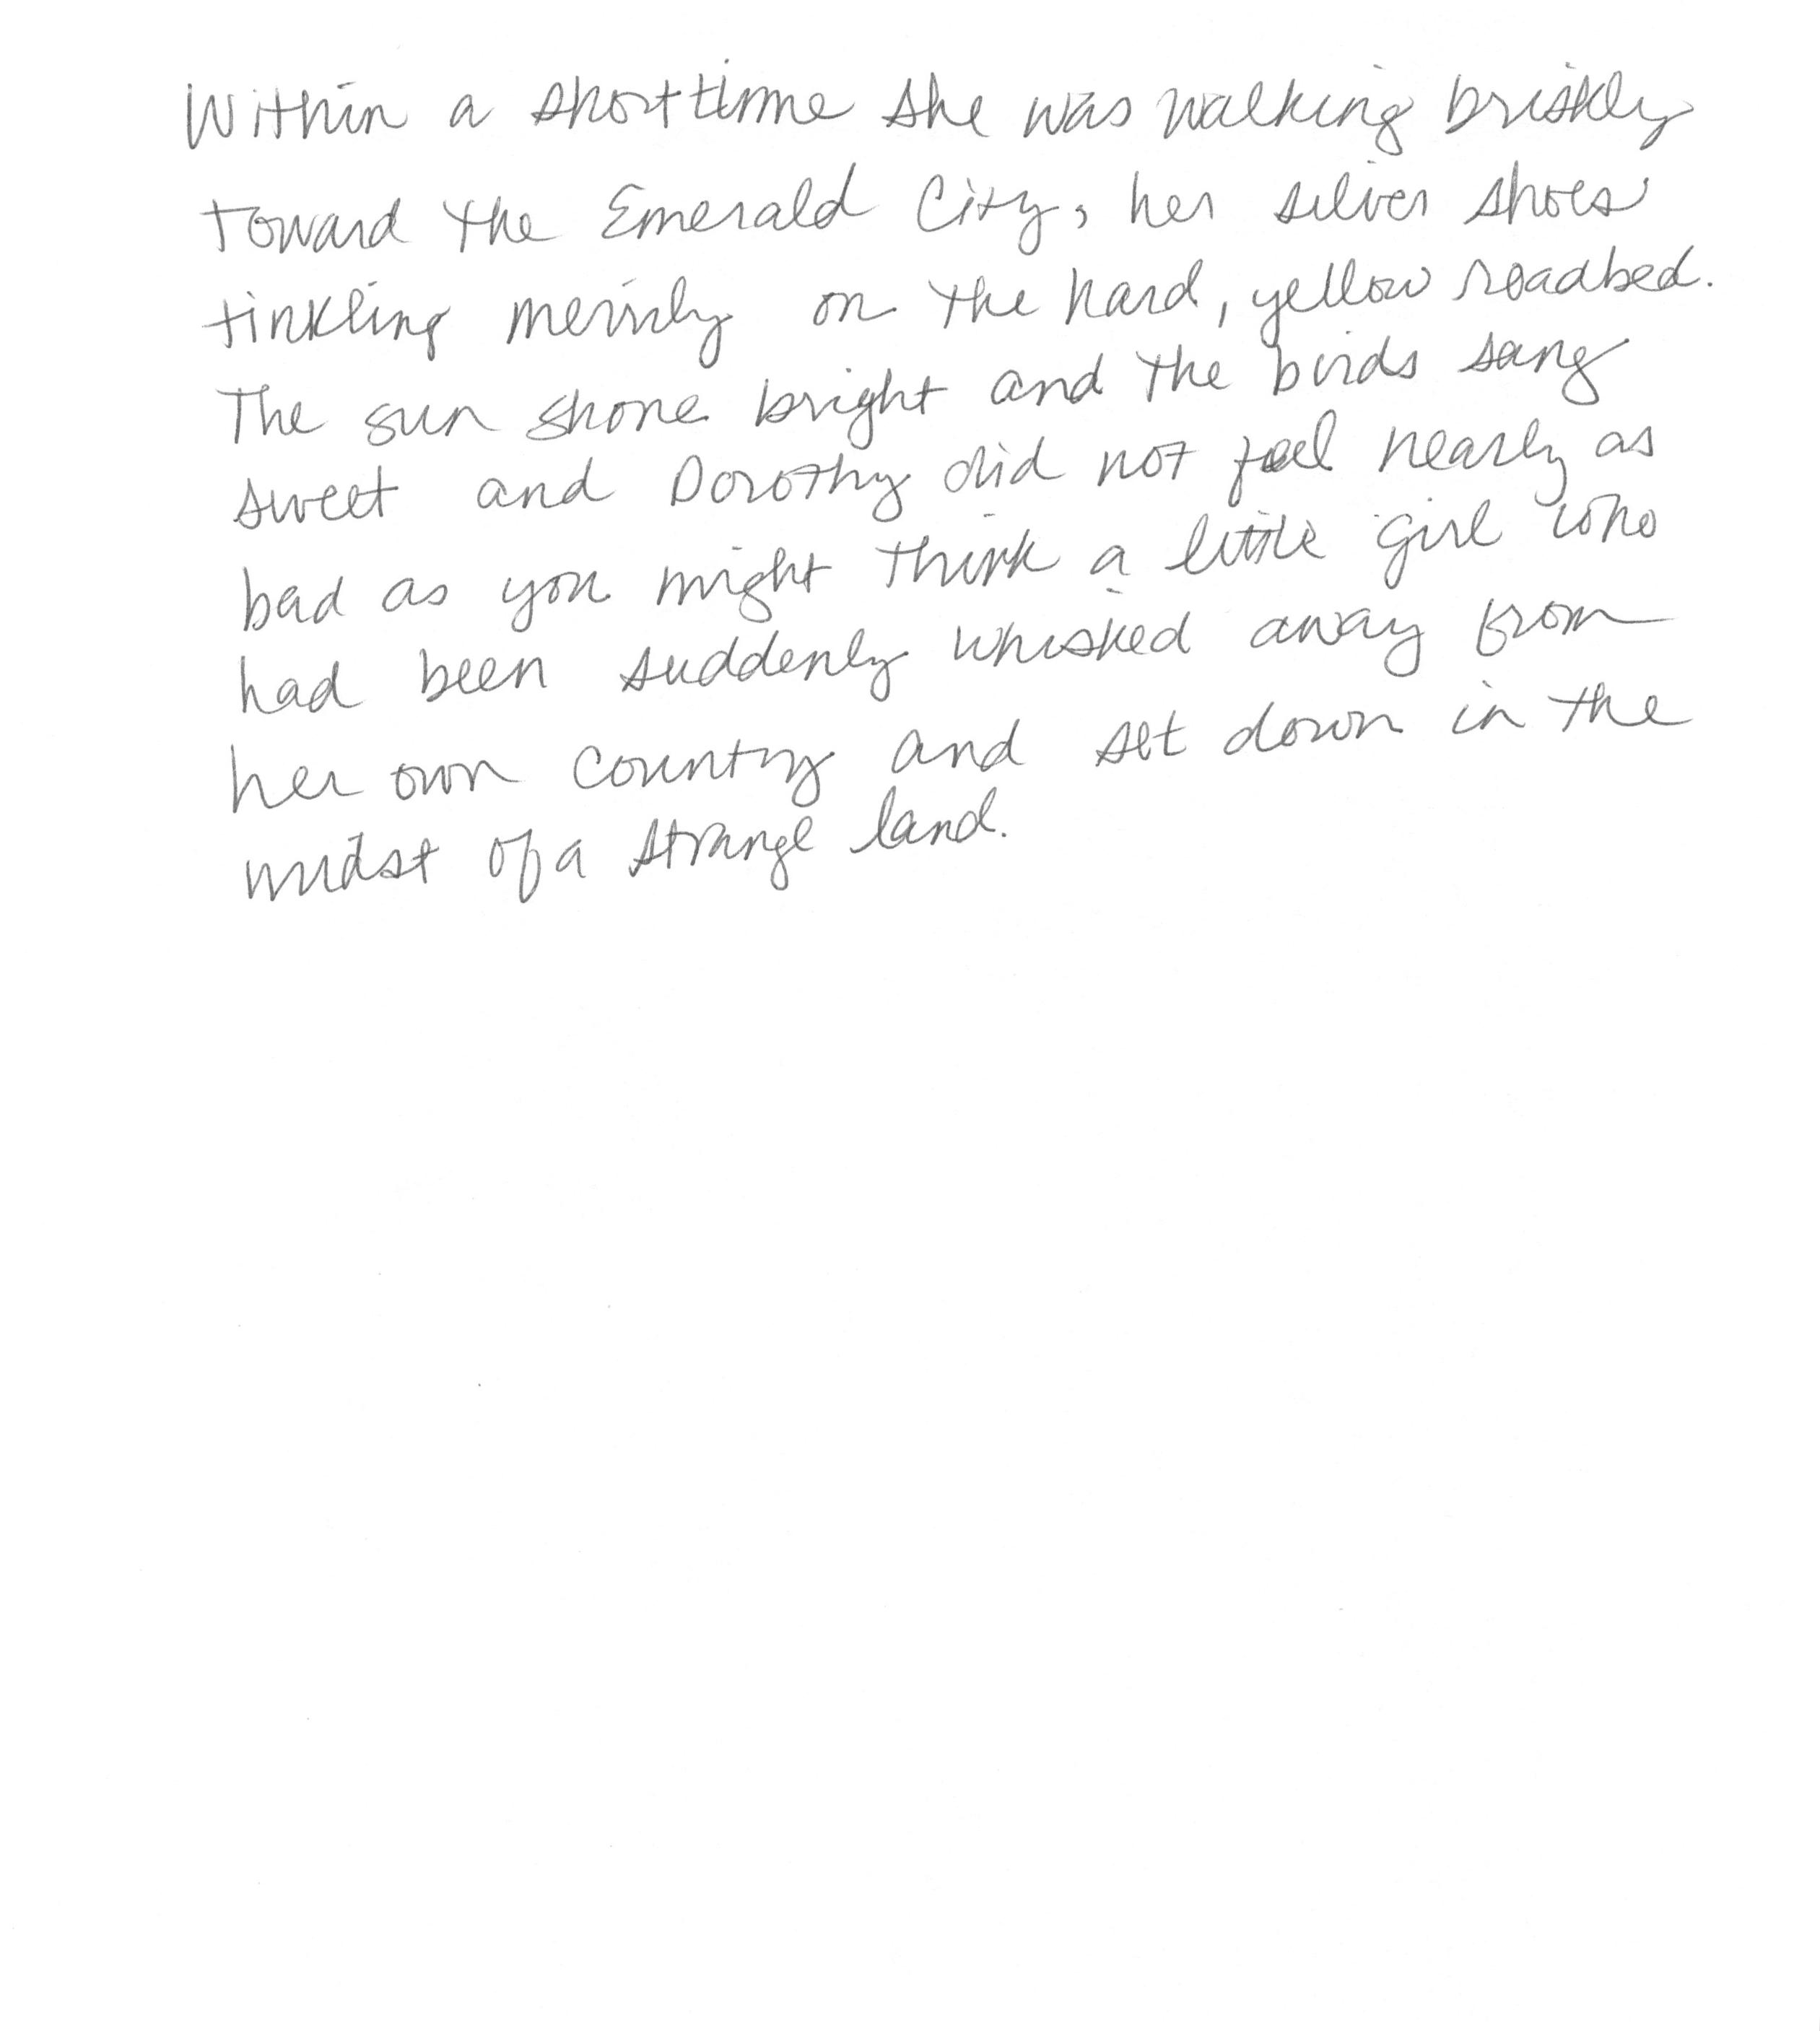 Within a short time she was walking briskly
toward the Emerald City, her silver shoes
tinkling merrily on the hard, yellow roadbed.
The sun shone bright and the birds sang
sweet and Dorothy did not feel nearly as
bad as you might think a little girl who
had been suddenly whisked away from
her own country and set down in the
midst of a strange land.